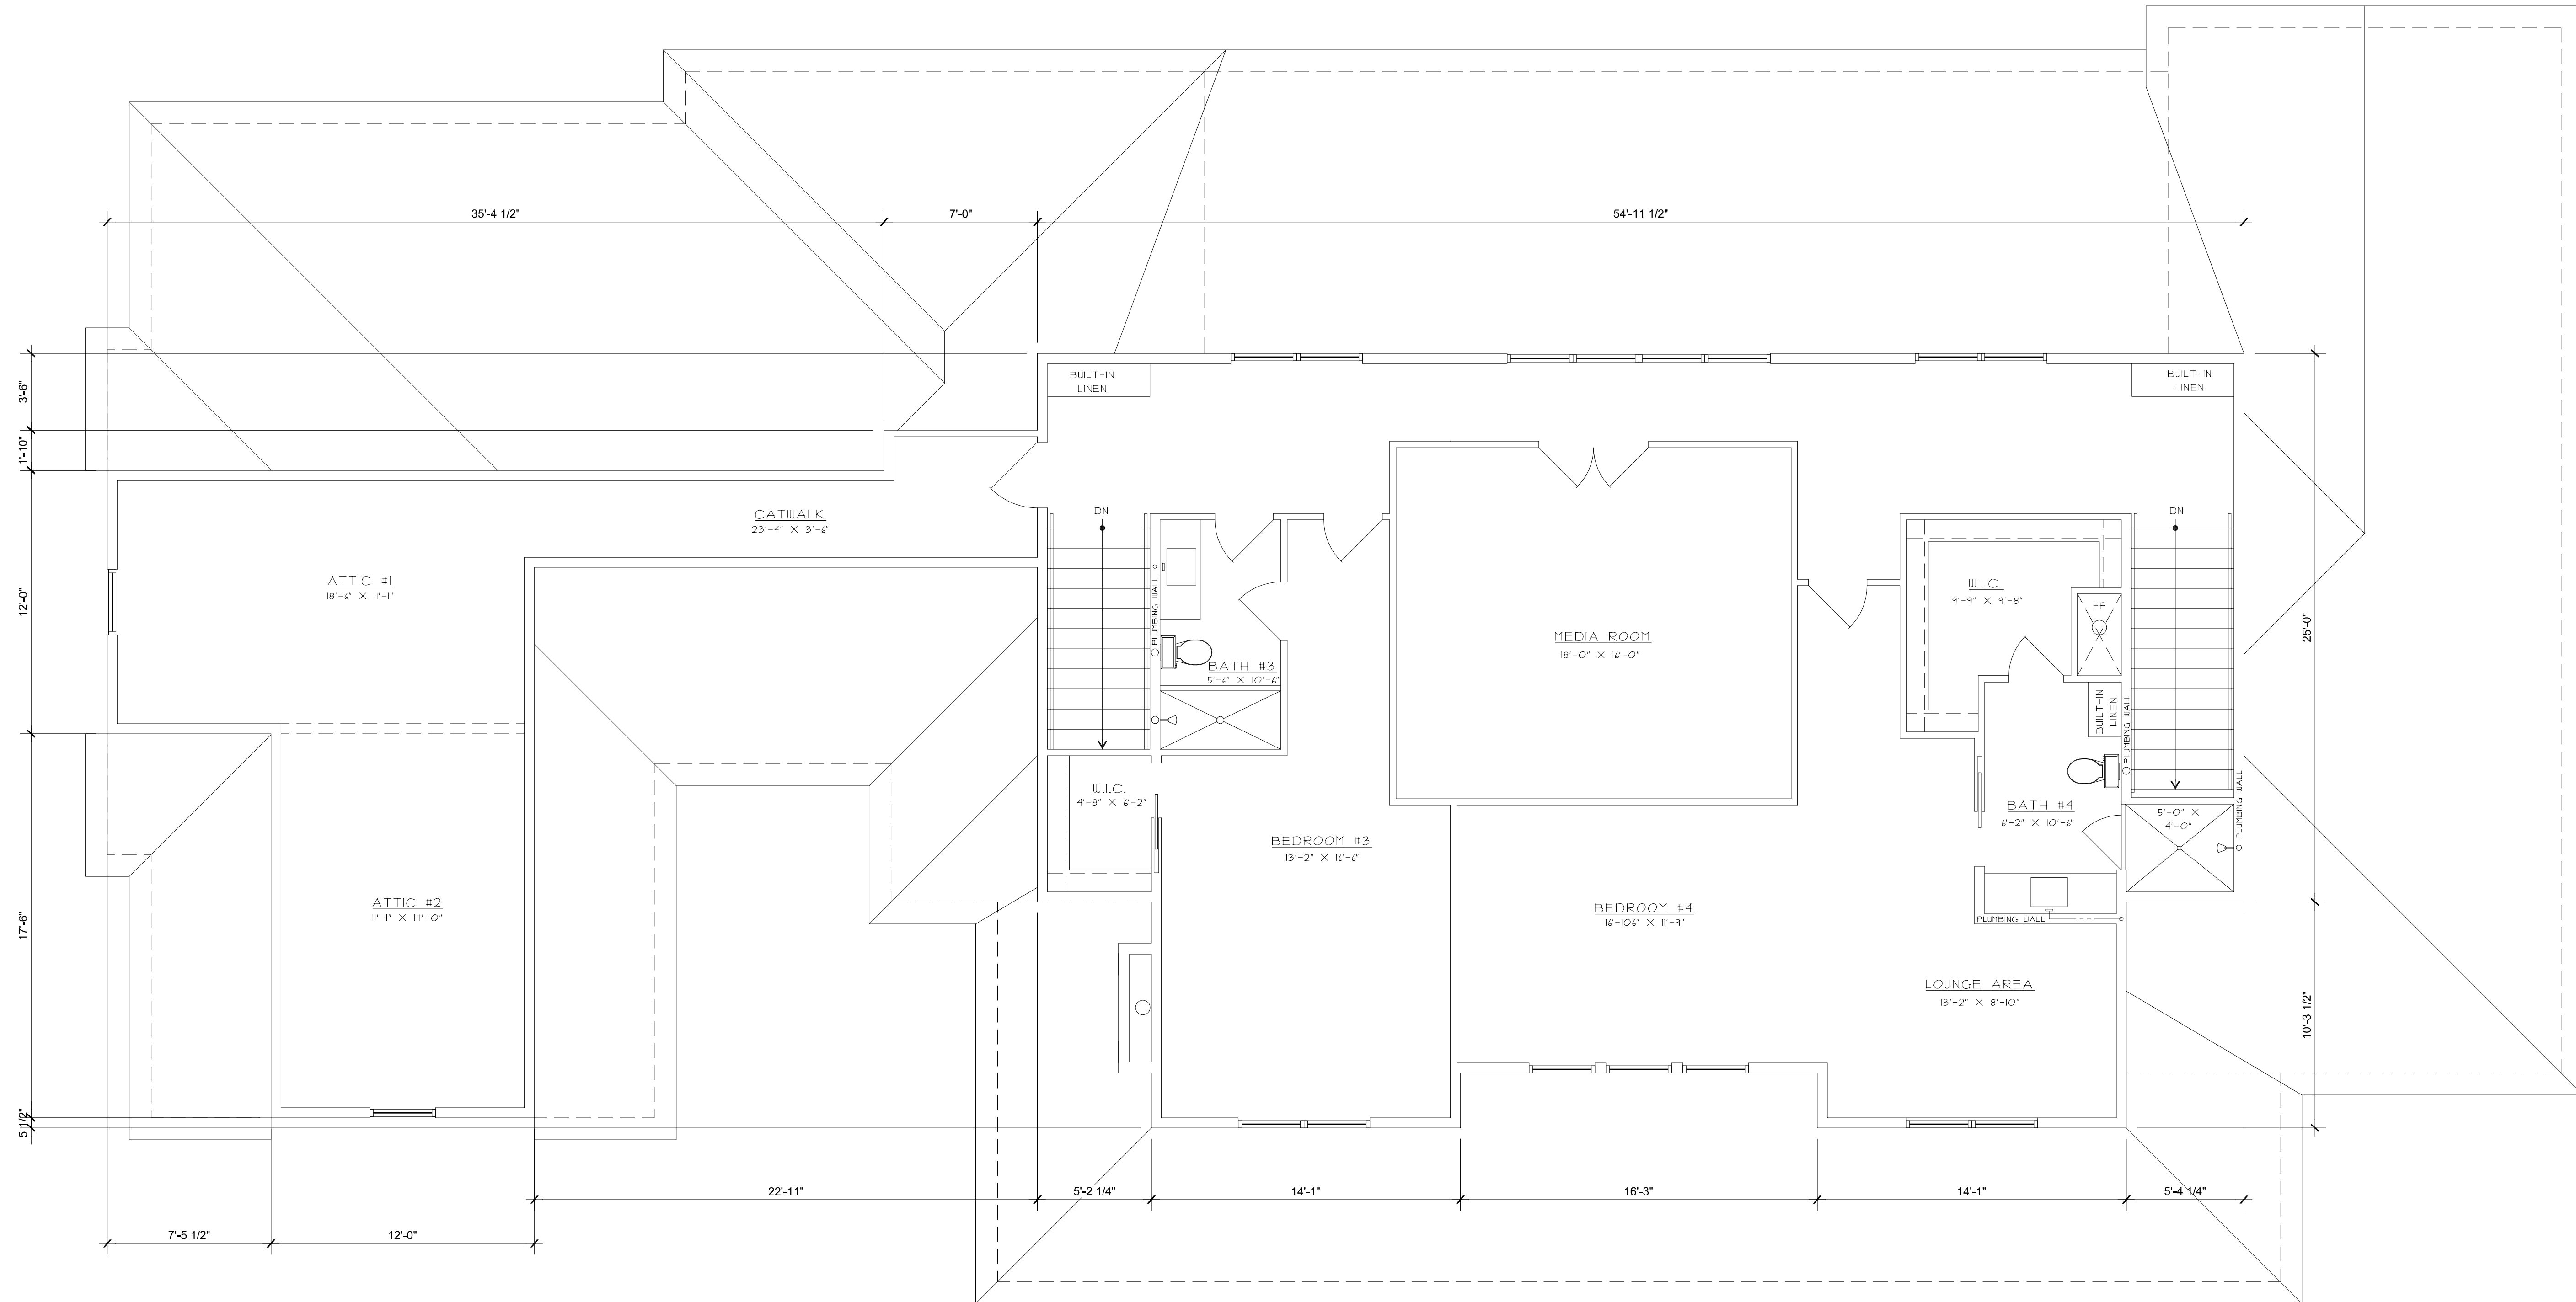 35'-4 1/2"
7'-0"
54'-11 1/2"
3'-6"
1'-10"
12'-0"
17'-6"
5 1/2"
BUILT-IN
LINEN
BUILT-IN
LINEN
CATWALK
23'-4" X 3'-6"
DN
DN
ATTIC #1
18'-6" X 11'-1"
PLUMBING WALL
BATH #3
5'-6" X 10'-6"
MEDIA ROOM
18'-0" X 16'-0"
W.I.C.
9'-9" X 9'-8"
FP
25'-0"
BUILT-IN
LINEN
PLUMBING WALL
W.I.C.
4'-8" X 6'-2"
BATH #4
6'-2" X 10'-6"
5'-0" X
4'-0"
PLUMBING WALL
BEDROOM #3
13'-2" X 16'-6"
ATTIC #2
11'-1" X 17'-0"
BEDROOM #4
16'-106" X 11'-9"
PLUMBING WALL
LOUNGE AREA
13'-2" X 8'-10"
10'-3 1/2"
22'-11"
5'-2 1/4"
14'-1"
16'-3"
14'-1"
5'-4 1/4"
7'-5 1/2"
12'-0"